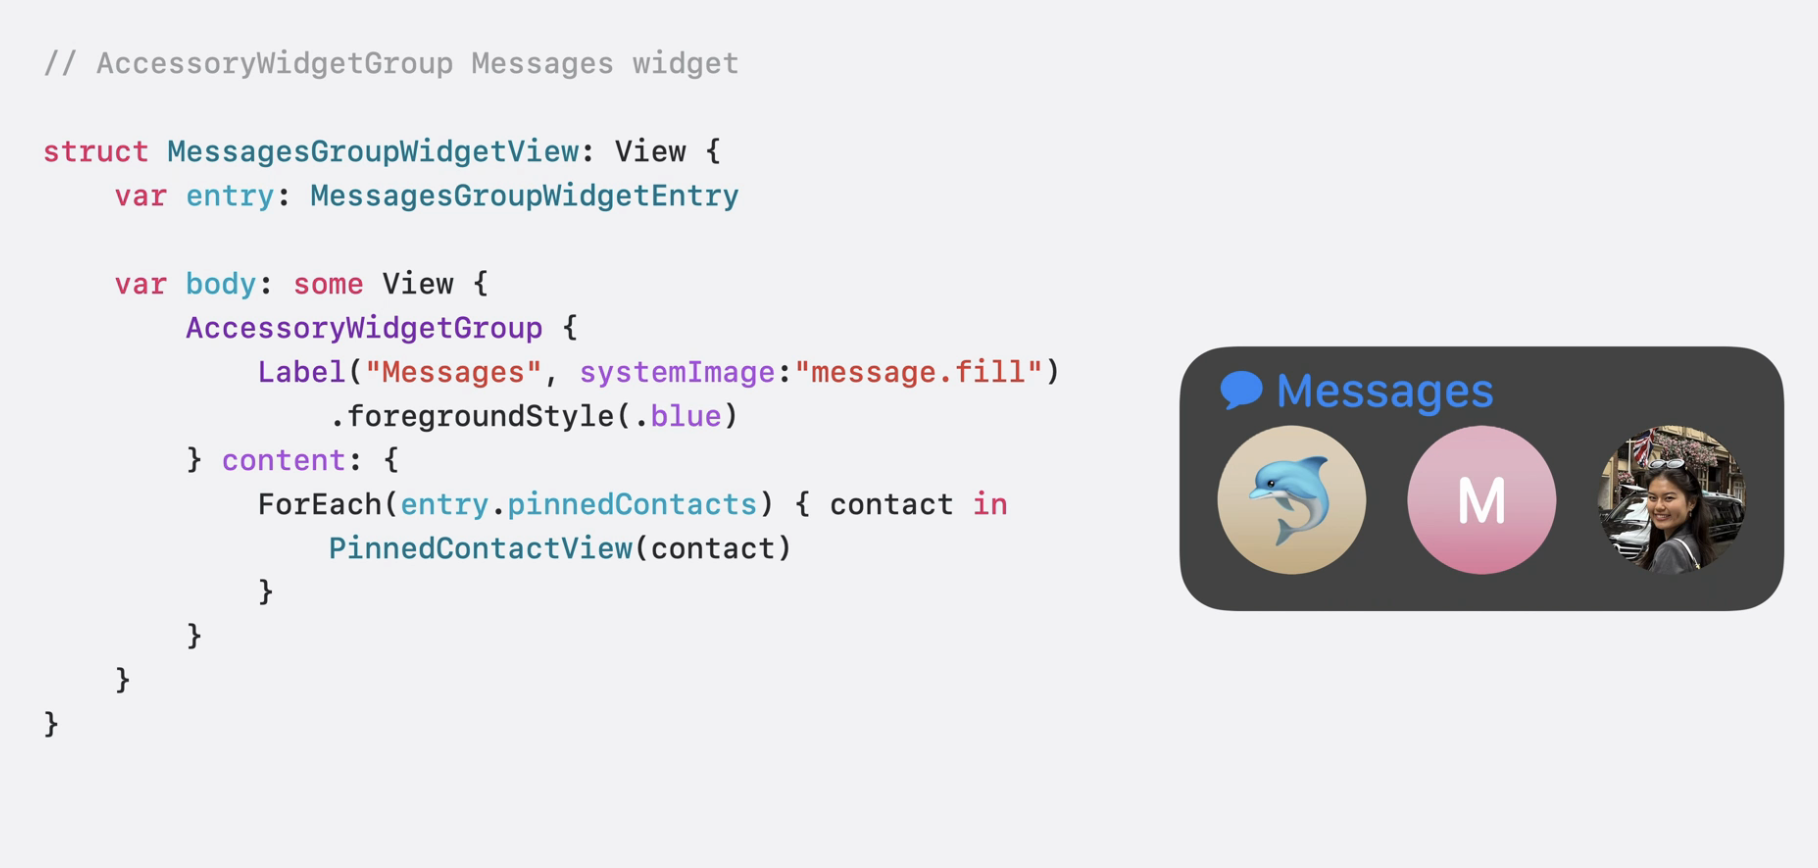 // AccessoryWidgetGroup Messages widget
struct MessagesGroupWidgetView: View {
var entry: MessagesGroupWidgetEntry
var body: some View {
AccessoryWidgetGroup {
Label("Messages", systemImage:"message.fill")
.foregroundStyle(.blue)
} content: {
ForEach(entry.pinnedContacts) { contact in
PinnedContactView(contact)
}
}
}
}
Messages
M